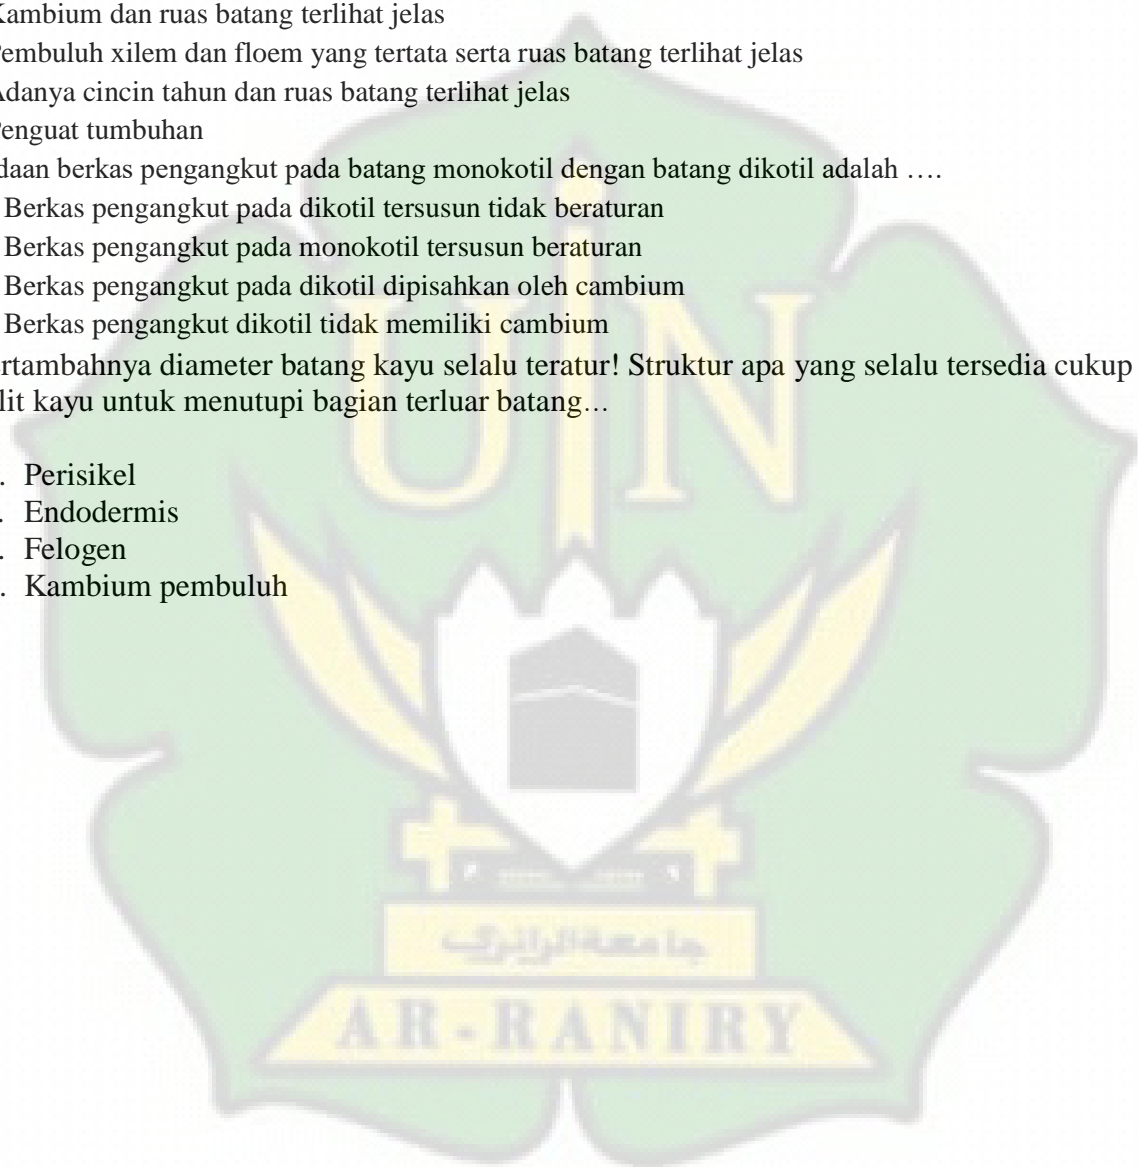 Kambium dan ruas batang terlihat jelas
Pembuluh xilem dan floem yang tertata serta ruas batang terlihat jelas
Adanya cincin tahun dan ruas batang terlihat jelas
Penguat tumbuhan
daan berkas pengangkut pada batang monokotil dengan batang dikotil adalah ….
Berkas pengangkut pada dikotil tersusun tidak beraturan
Berkas pengangkut pada monokotil tersusun beraturan
Berkas pengangkut pada dikotil dipisahkan oleh cambium
Berkas pengangkut dikotil tidak memiliki cambium
rtambahnya diameter batang kayu selalu teratur! Struktur apa yang selalu tersedia cukup
lit kayu untuk menutupi bagian terluar batang…
. Perisikel
. Endodermis
. Felogen
. Kambium pembuluh
UIN
جامعة الرانري
AR-RANIRY